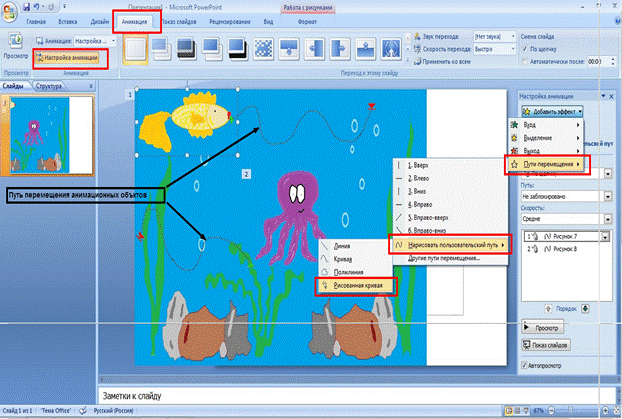 Презентация1 - Microsoft PowerPoint
Работа с рисунками
Главная Вставка Дизайн Анимация Показ слайдов Рецензирование Вид Формат
Просмотр
Анимация: Настройка ...
Настройка анимации
Просмотр
Анимация
Звук перехода: [Нет звука]
Скорость перехода: Быстро
Применить ко всем
Смена слайда
По щелчку
Автоматически после: 00:00
Переход к этому слайду
Слайды Структура
1
1
2
Путь перемещения анимационных объктов
1. Вверх
2. Влево
3. Вниз
4. Вправо
5. Вправо-вверх
6. Вправо-вниз
Нарисовать пользовательский путь
Другие пути перемещения...
Линия
Кривая
Полилиния
Рисованная кривая
Настройка анимации
Добавить эффект
Вход
Выделение
Выход
Пути перемещения
Путь:
Не заблокировано
Скорость:
Средне
1 Рисунок 7
2 Рисунок 8
Порядок
Просмотр
Показ слайдов
Автопросмотр
Заметки к слайду
Слайд 1 из 1 "Тема Office" Русский (Россия) 67%